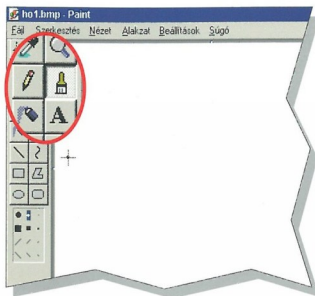 ho1.bmp - Paint
Fájl Szerkesztés Nézet Alakzat Beállítások Súgó
A